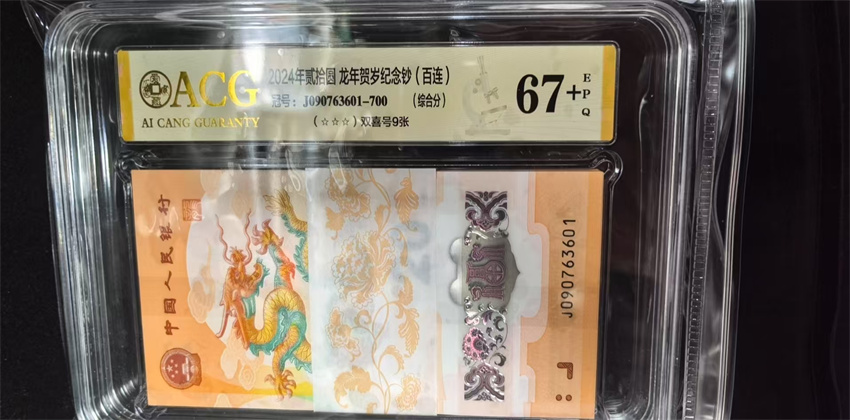 ACG
AI CANG GUARANTY
2024年贰拾圆 龙年贺岁纪念钞（百连）
冠号：J090763601-700 （综合分）
（☆☆☆）双喜号9张
67+
EPQ
中国人民银行
J090763601